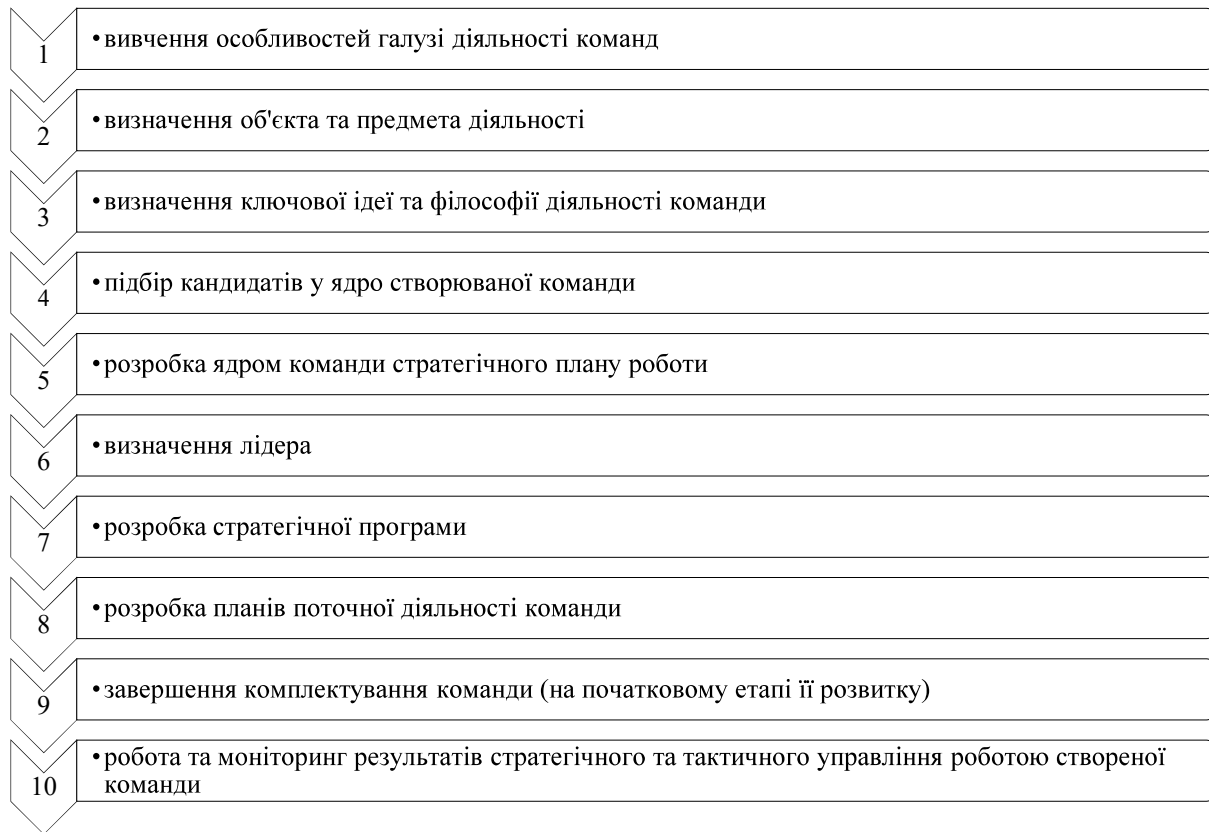 1
•вивчення особливостей галузі діяльності команд
2
•визначення об'єкта та предмета діяльності
3
•визначення ключової ідеї та філософії діяльності команди
4
•підбір кандидатів у ядро створюваної команди
5
•розробка ядром команди стратегічного плану роботи
6
•визначення лідера
7
•розробка стратегічної програми
8
•розробка планів поточної діяльності команди
9
•завершення комплектування команди (на початковому етапі її розвитку)
10
•робота та моніторинг результатів стратегічного та тактичного управління роботою створеної
команди